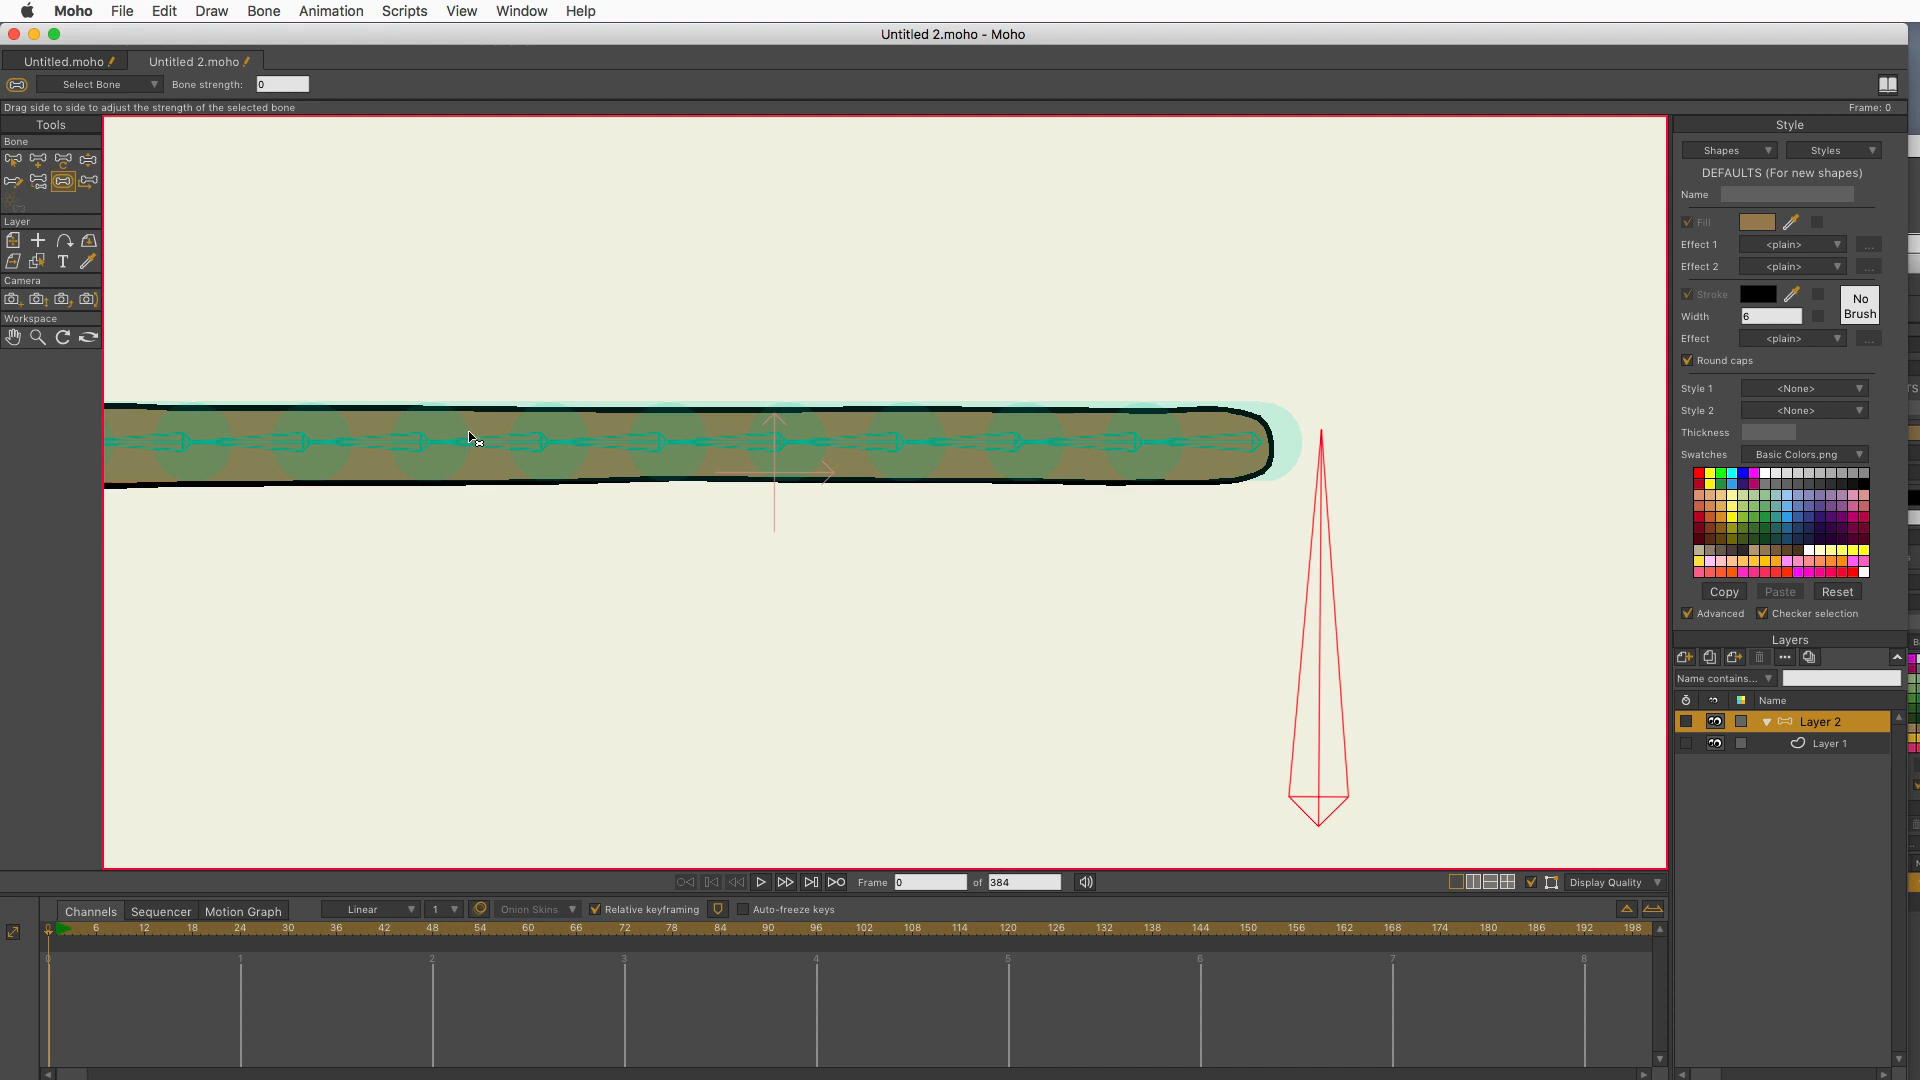 Moho File Edit Draw Bone Animation Scripts View Window Help
Untitled 2.moho - Moho
Untitled.moho Untitled 2.moho
Select Bone Bone strength: 0
Drag side to side to adjust the strength of the selected bone Frame: 0
Tools
Bone
Layer
Camera
Workspace
Style
Shapes Styles
DEFAULTS (For new shapes)
Name
Fill
Effect 1 <plain> ...
Effect 2 <plain> ...
Stroke
No Brush
Width 6
Effect <plain> ...
Round caps
Style 1 <None>
Style 2 <None>
Thickness
Swatches Basic Colors.png
Copy Paste Reset
Advanced Checker selection
Layers
Name contains...
Name
Layer 2
Layer 1
Frame 0 of 384 Display Quality
Channels Sequencer Motion Graph Linear 1 Onion Skins Relative keyframing Auto-freeze keys
6 12 18 24 30 36 42 48 54 60 66 72 78 84 90 96 102 108 114 120 126 132 138 144 150 156 162 168 174 180 186 192 198
0 1 2 3 4 5 6 7 8